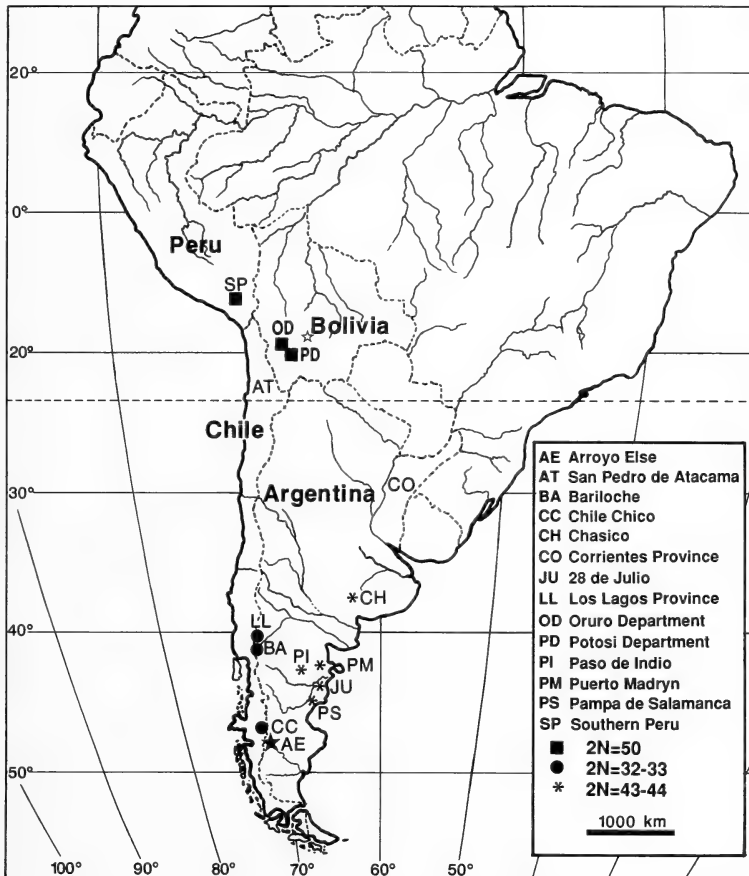 20°
0°
Peru
SP
OD
Bolivia
PD
20°
AT
Chile
30°
Argentina
CO
CH
LL
40°
BA
PI
PM
JU
PS
CC
AE
50°
100°
90°
80°
70°
60°
50°
AE Arroyo Else
AT San Pedro de Atacama
BA Bariloche
CC Chile Chico
CH Chasico
CO Corrientes Province
JU 28 de Julio
LL Los Lagos Province
OD Oruro Department
PD Potosi Department
PI Paso de Indio
PM Puerto Madryn
PS Pampa de Salamanca
SP Southern Peru
2N=50
2N=32-33
2N=43-44
1000 km